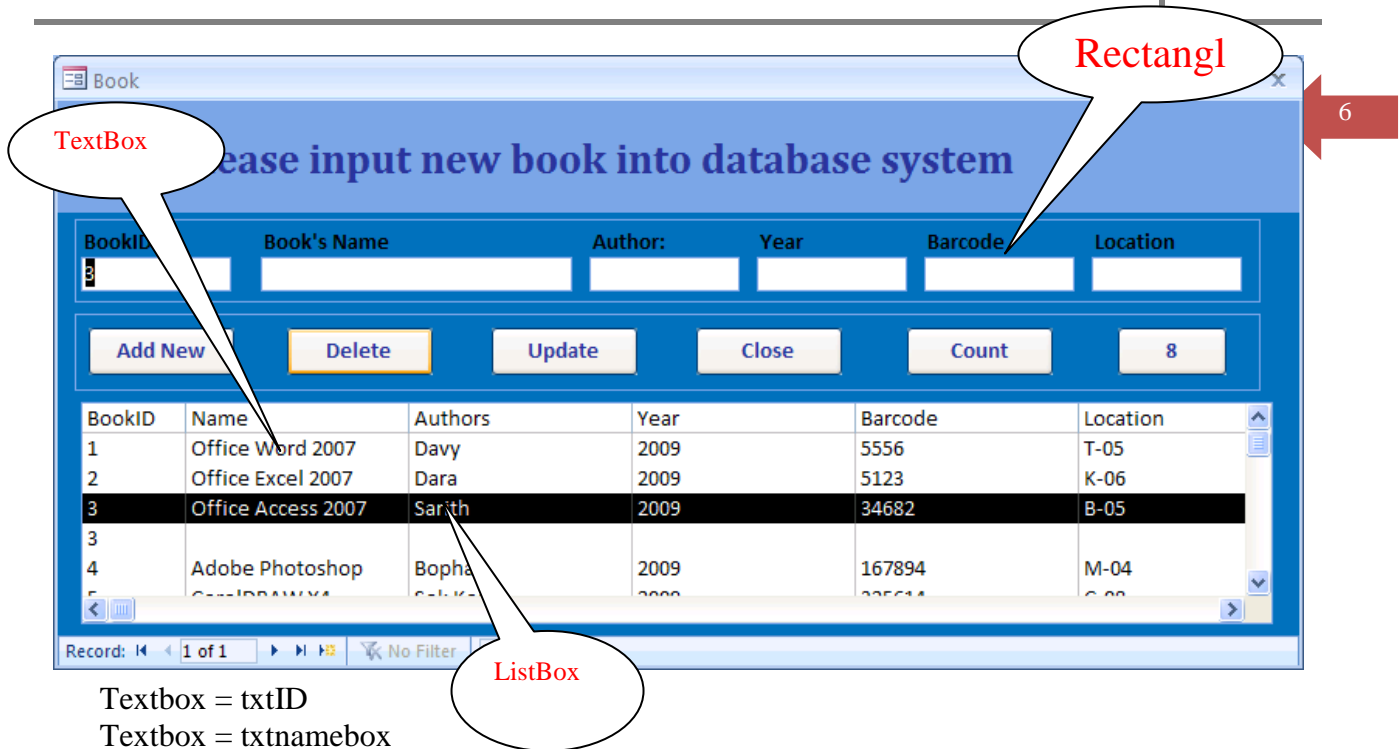 Rectangl
Book
x
6
TextBox
ease input new book into database system
BookID Book's Name Author: Year Barcode Location
3
Add New Delete Update Close Count 8
BookID Name Authors Year Barcode Location
1 Office Word 2007 Davy 2009 5556 T-05
2 Office Excel 2007 Dara 2009 5123 K-06
3 Office Access 2007 Sarith 2009 34682 B-05
3
4 Adobe Photoshop Bopha 2009 167894 M-04
Record: 1 of 1 No Filter
ListBox
Textbox = txtID
Textbox = txtnamebox